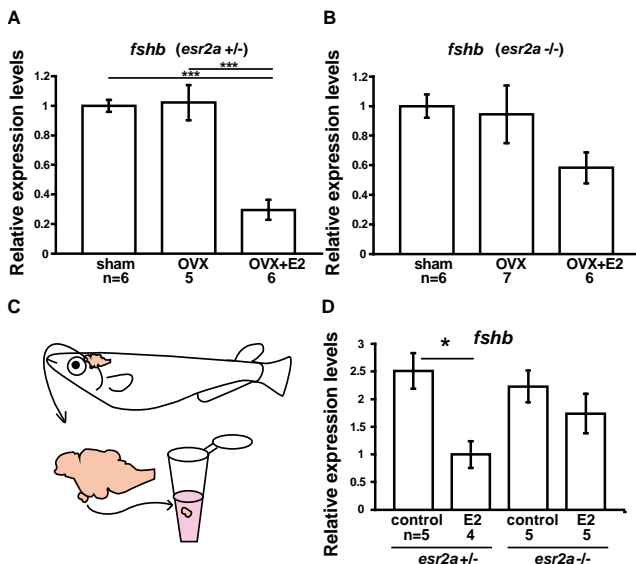 A
fshb (esr2a +/-)
***
***
Relative expression levels
1.2
1
0.8
0.6
0.4
0.2
0
sham OVX OVX+E2
n=6 5 6
B
fshb (esr2a -/-)
Relative expression levels
1.2
1
0.8
0.6
0.4
0.2
0
sham OVX OVX+E2
n=6 7 6
C
D
fshb
*
Relative expression levels
3
2.5
2
1.5
1
0.5
0
control E2 control E2
n=5 4 5 5
esr2a+/- esr2a-/-